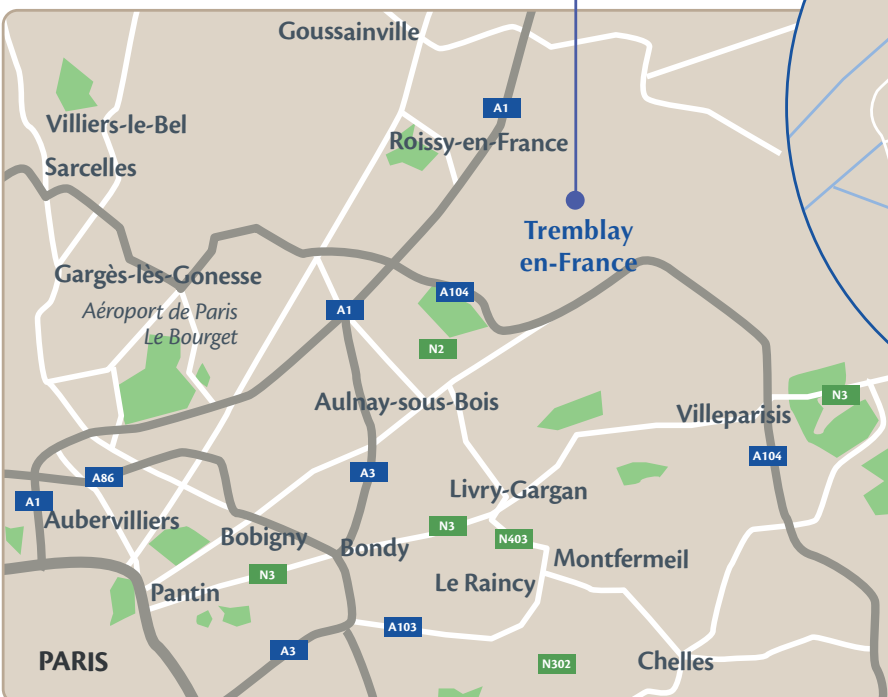 Goussainville
A1
Villiers-le-Bel
Roissy-en-France
Sarcelles
Tremblay
en-France
Gargès-lès-Gonesse
A104
Aéroport de Paris
Le Bourget
A1
N2
N3
Aulnay-sous-Bois
Villeparisis
A104
A86
A3
A1
Livry-Gargan
Aubervilliers
N3
Bobigny
N403
Bondy
Montfermeil
N3
Le Raincy
Pantin
A103
A3
PARIS
N302
Chelles